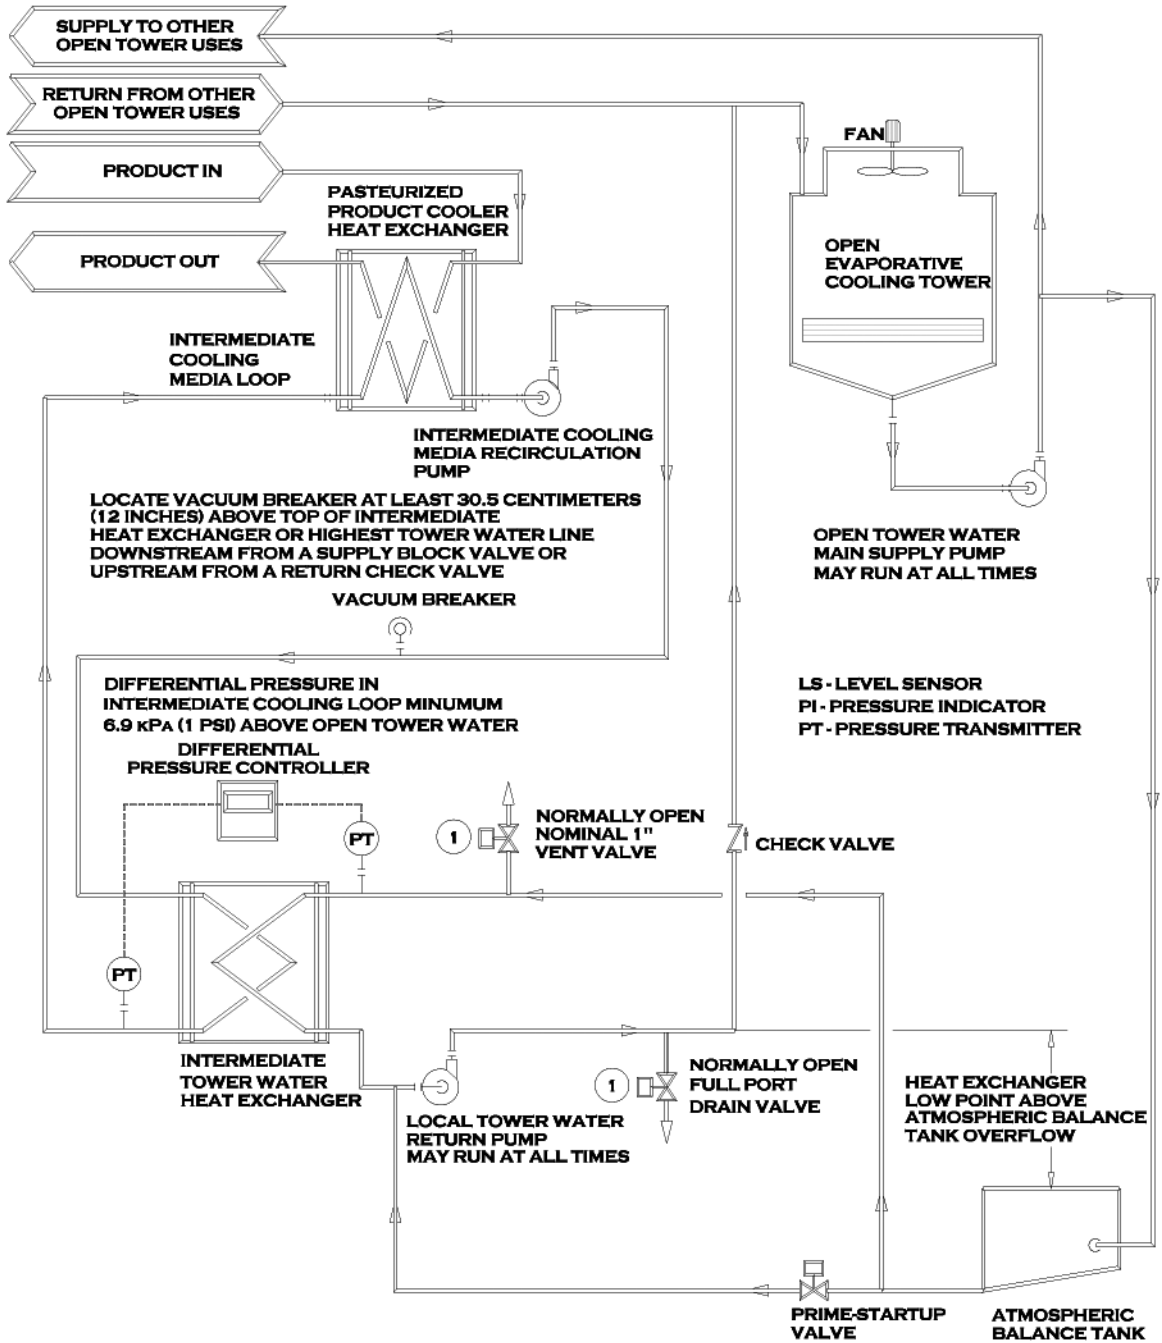 SUPPLY TO OTHER
OPEN TOWER USES
RETURN FROM OTHER
OPEN TOWER USES
PRODUCT IN
PRODUCT OUT
PASTEURIZED
PRODUCT COOLER
HEAT EXCHANGER
FAN
OPEN
EVAPORATIVE
COOLING TOWER
INTERMEDIATE
COOLING
MEDIA LOOP
INTERMEDIATE COOLING
MEDIA RECIRCULATION
PUMP
LOCATE VACUUM BREAKER AT LEAST 30.5 CENTIMETERS
(12 INCHES) ABOVE TOP OF INTERMEDIATE
HEAT EXCHANGER OR HIGHEST TOWER WATER LINE
DOWNSTREAM FROM A SUPPLY BLOCK VALVE OR
UPSTREAM FROM A RETURN CHECK VALVE
VACUUM BREAKER
OPEN TOWER WATER
MAIN SUPPLY PUMP
MAY RUN AT ALL TIMES
DIFFERENTIAL PRESSURE IN
INTERMEDIATE COOLING LOOP MINUMUM
6.9 KPA (1 PSI) ABOVE OPEN TOWER WATER
LS - LEVEL SENSOR
PI - PRESSURE INDICATOR
PT - PRESSURE TRANSMITTER
DIFFERENTIAL
PRESSURE CONTROLLER
PT
1
NORMALLY OPEN
NOMINAL 1"
VENT VALVE
CHECK VALVE
PT
INTERMEDIATE
TOWER WATER
HEAT EXCHANGER
LOCAL TOWER WATER
RETURN PUMP
MAY RUN AT ALL TIMES
1
NORMALLY OPEN
FULL PORT
DRAIN VALVE
HEAT EXCHANGER
LOW POINT ABOVE
ATMOSPHERIC BALANCE
TANK OVERFLOW
PRIME-STARTUP
VALVE
ATMOSPHERIC
BALANCE TANK